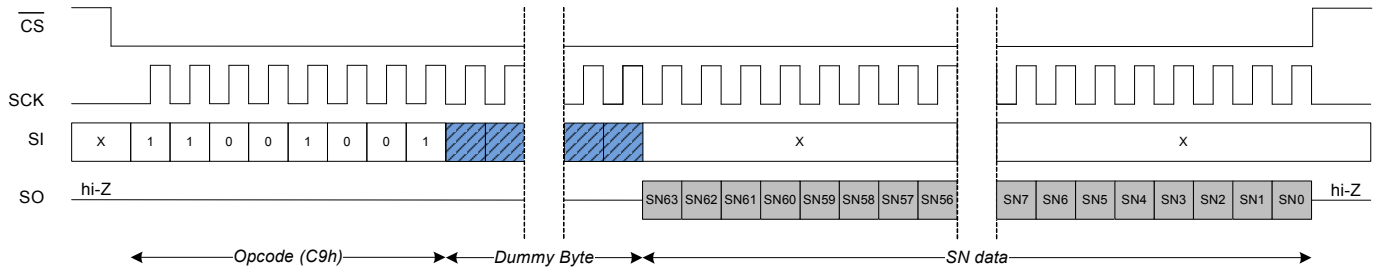 CS
SCK
SI X 1 1 0 0 1 0 0 1 X X
SO hi-Z SN63 SN62 SN61 SN60 SN59 SN58 SN57 SN56 SN7 SN6 SN5 SN4 SN3 SN2 SN1 SN0 hi-Z
Opcode (C9h) Dummy Byte SN data